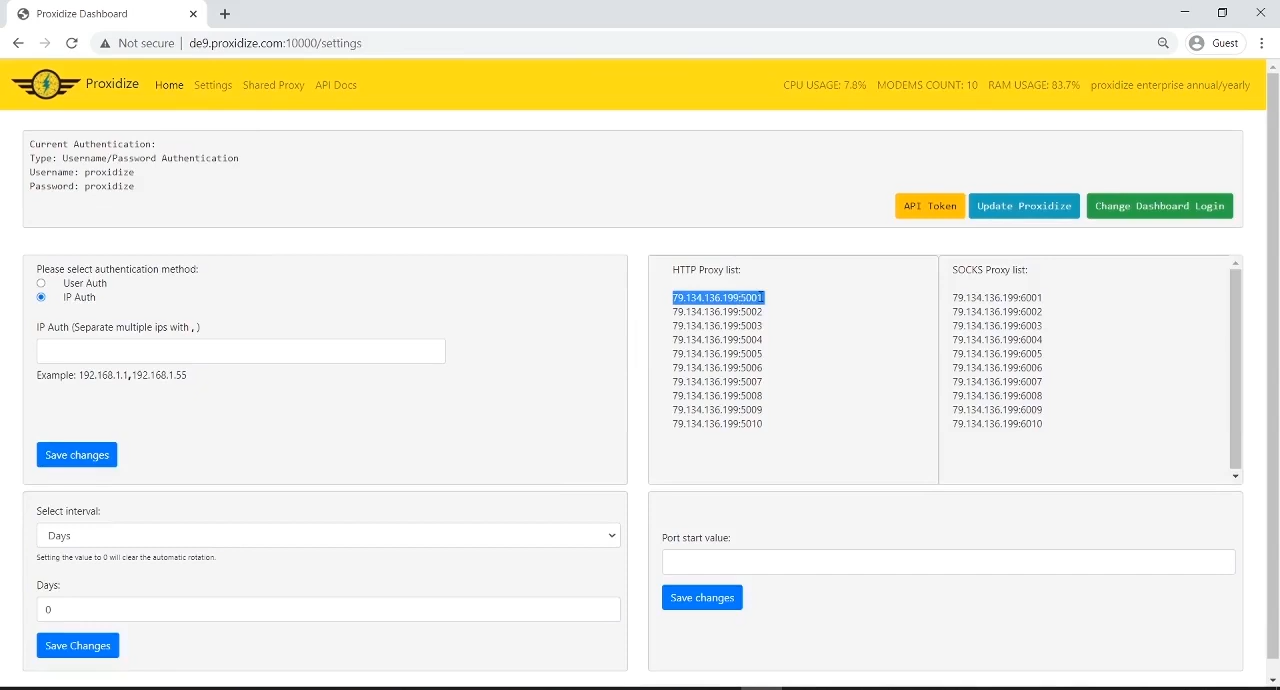 Proxidize Dashboard
Not secure | de9.proxidize.com:10000/settings
Guest
Proxidize Home Settings Shared Proxy API Docs CPU USAGE: 7.8% MODEMS COUNT: 10 RAM USAGE: 83.7% proxidize enterprise annual/yearly
Current Authentication:
Type: Username/Password Authentication
Username: proxidize
Password: proxidize
API Token Update Proxidize Change Dashboard Login
Please select authentication method:
User Auth
IP Auth
IP Auth (Separate multiple ips with , )
Example: 192.168.1.1,192.168.1.55
Save changes
HTTP Proxy list:
79.134.136.199:5001
79.134.136.199:5002
79.134.136.199:5003
79.134.136.199:5004
79.134.136.199:5005
79.134.136.199:5006
79.134.136.199:5007
79.134.136.199:5008
79.134.136.199:5009
79.134.136.199:5010
SOCKS Proxy list:
79.134.136.199:6001
79.134.136.199:6002
79.134.136.199:6003
79.134.136.199:6004
79.134.136.199:6005
79.134.136.199:6006
79.134.136.199:6007
79.134.136.199:6008
79.134.136.199:6009
79.134.136.199:6010
Select interval:
Days
Setting the value to 0 will clear the automatic rotation.
Days:
0
Save Changes
Port start value:
Save changes